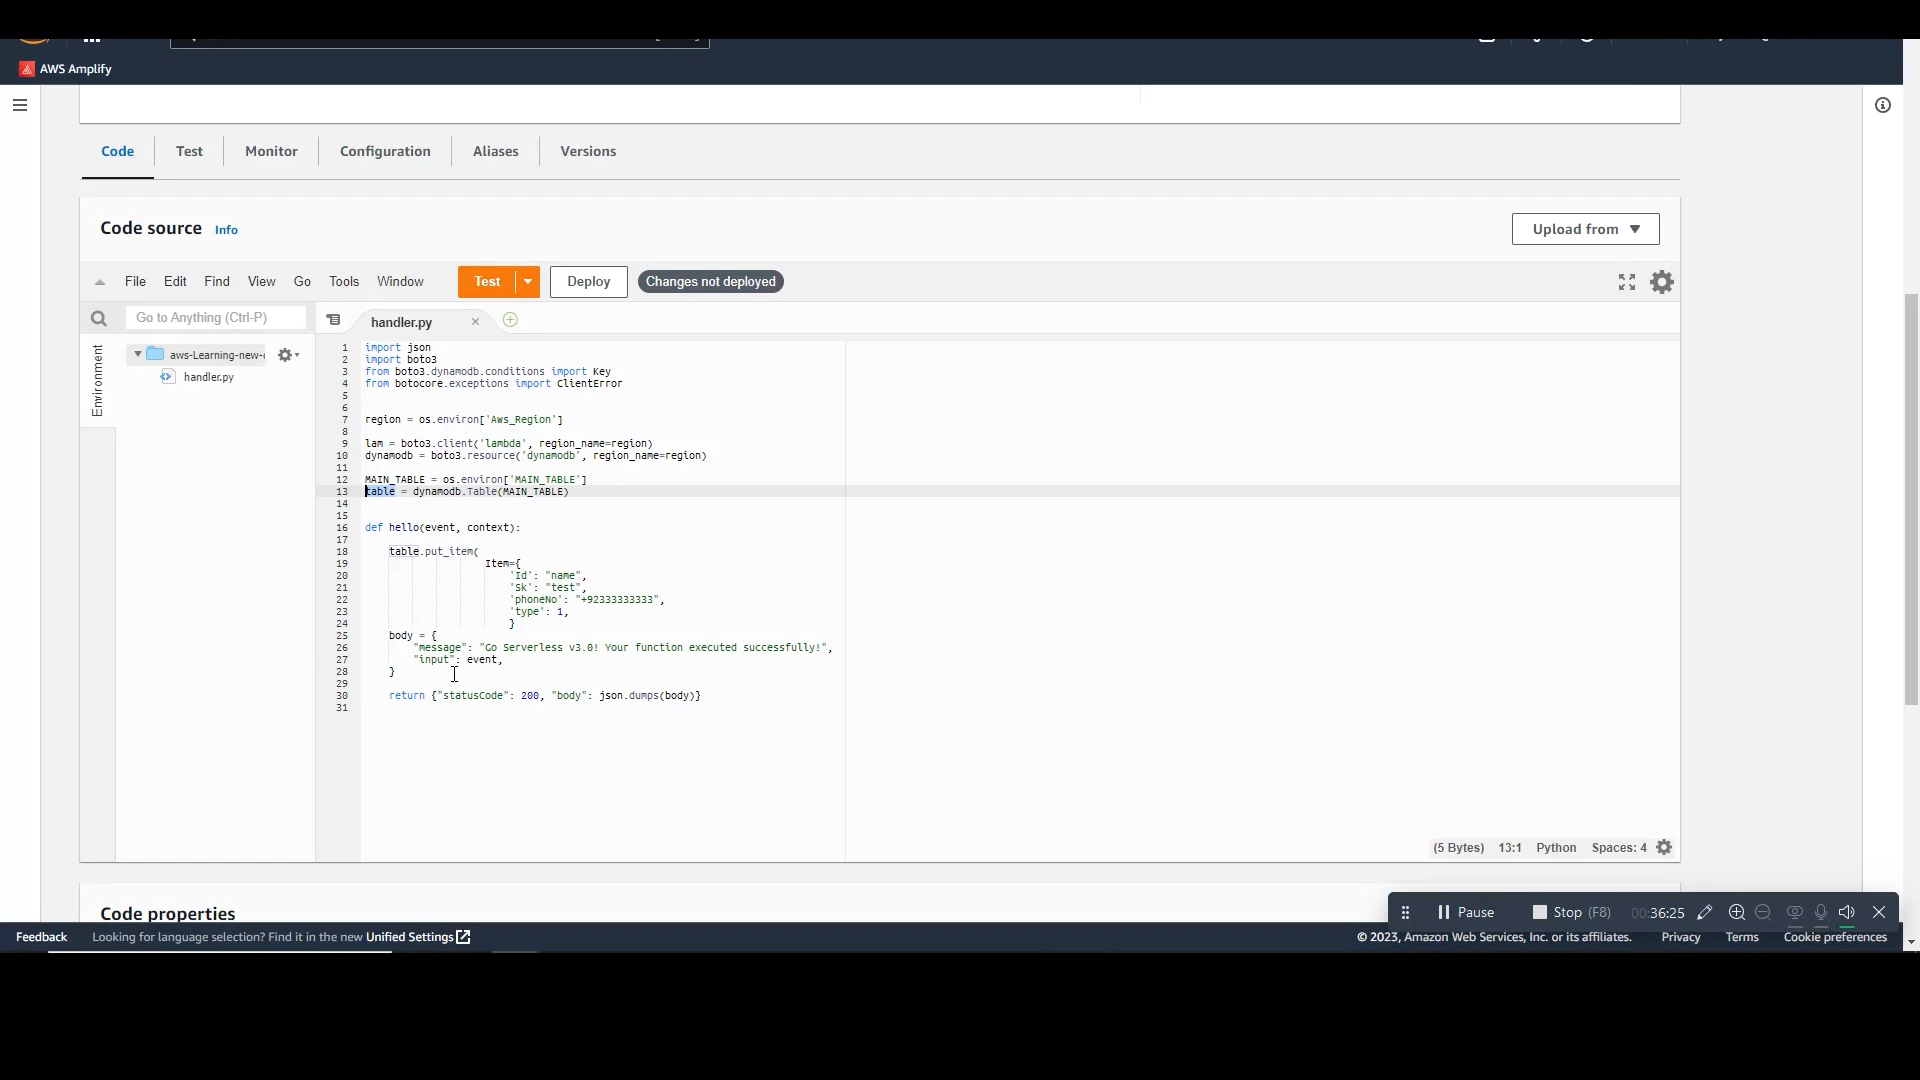 AWS Amplify
Code
Test
Monitor
Configuration
Aliases
Versions
Code source Info
Upload from
File Edit Find View Go Tools Window
Test
Deploy
Changes not deployed
Go to Anything (Ctrl-P)
handler.py
Environment
aws-Learning-new-
handler.py
1 import json
2 import boto3
3 from boto3.dynamodb.conditions import Key
4 from botocore.exceptions import ClientError
5
6
7 region = os.environ['Aws_Region']
8
9 lam = boto3.client('lambda', region_name=region)
10 dynamodb = boto3.resource('dynamodb', region_name=region)
11
12 MAIN_TABLE = os.environ['MAIN_TABLE']
13 table = dynamodb.Table(MAIN_TABLE)
14
15
16 def hello(event, context):
17
18 table.put_item(
19 Item={
20 'Id': "name",
21 'Sk': "test",
22 'phoneNo': "+92333333333",
23 'type': 1,
24 }
25 body = {
26 "message": "Go Serverless v3.0! Your function executed successfully!",
27 "input": event,
28 }
29
30 return {"statusCode": 200, "body": json.dumps(body)}
31
(5 Bytes) 13:1 Python Spaces: 4
Code properties
Pause
Stop (F8)
00:36:25
Feedback
Looking for language selection? Find it in the new Unified Settings
© 2023, Amazon Web Services, Inc. or its affiliates.
Privacy
Terms
Cookie preferences